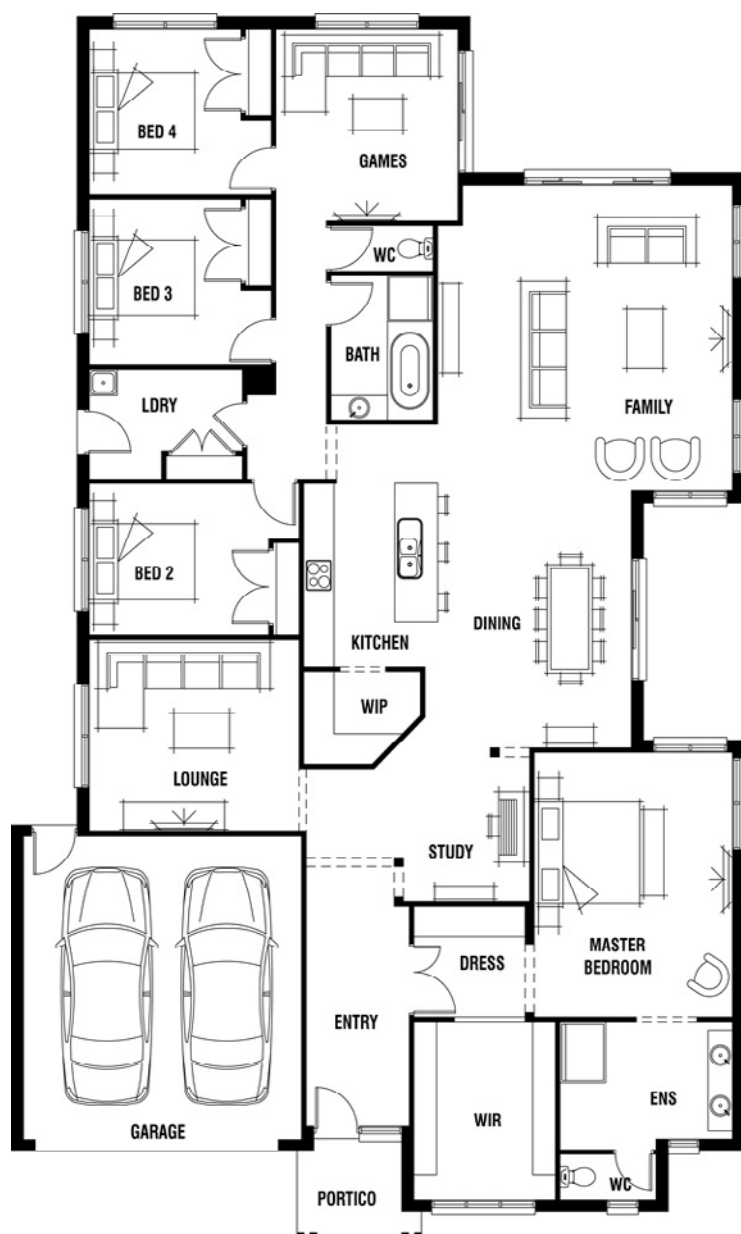 BED 4
GAMES
WC
BED 3
BATH
LDRY
FAMILY
BED 2
DINING
KITCHEN
WIP
LOUNGE
STUDY
MASTER
BEDROOM
DRESS
ENTRY
ENS
WIR
GARAGE
WC
PORTICO